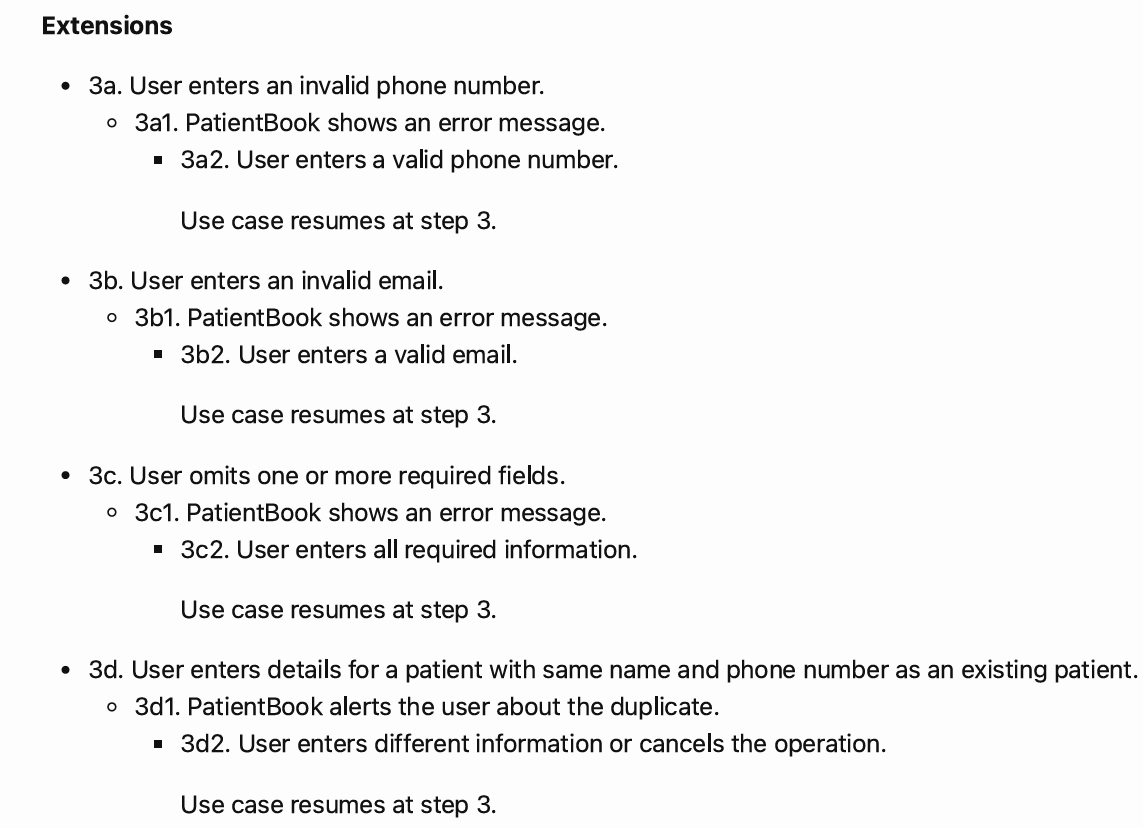 Extensions
3a. User enters an invalid phone number.
3a1. PatientBook shows an error message.
3a2. User enters a valid phone number.
Use case resumes at step 3.
3b. User enters an invalid email.
3b1. PatientBook shows an error message.
3b2. User enters a valid email.
Use case resumes at step 3.
3c. User omits one or more required fields.
3c1. PatientBook shows an error message.
3c2. User enters all required information.
Use case resumes at step 3.
3d. User enters details for a patient with same name and phone number as an existing patient.
3d1. PatientBook alerts the user about the duplicate.
3d2. User enters different information or cancels the operation.
Use case resumes at step 3.